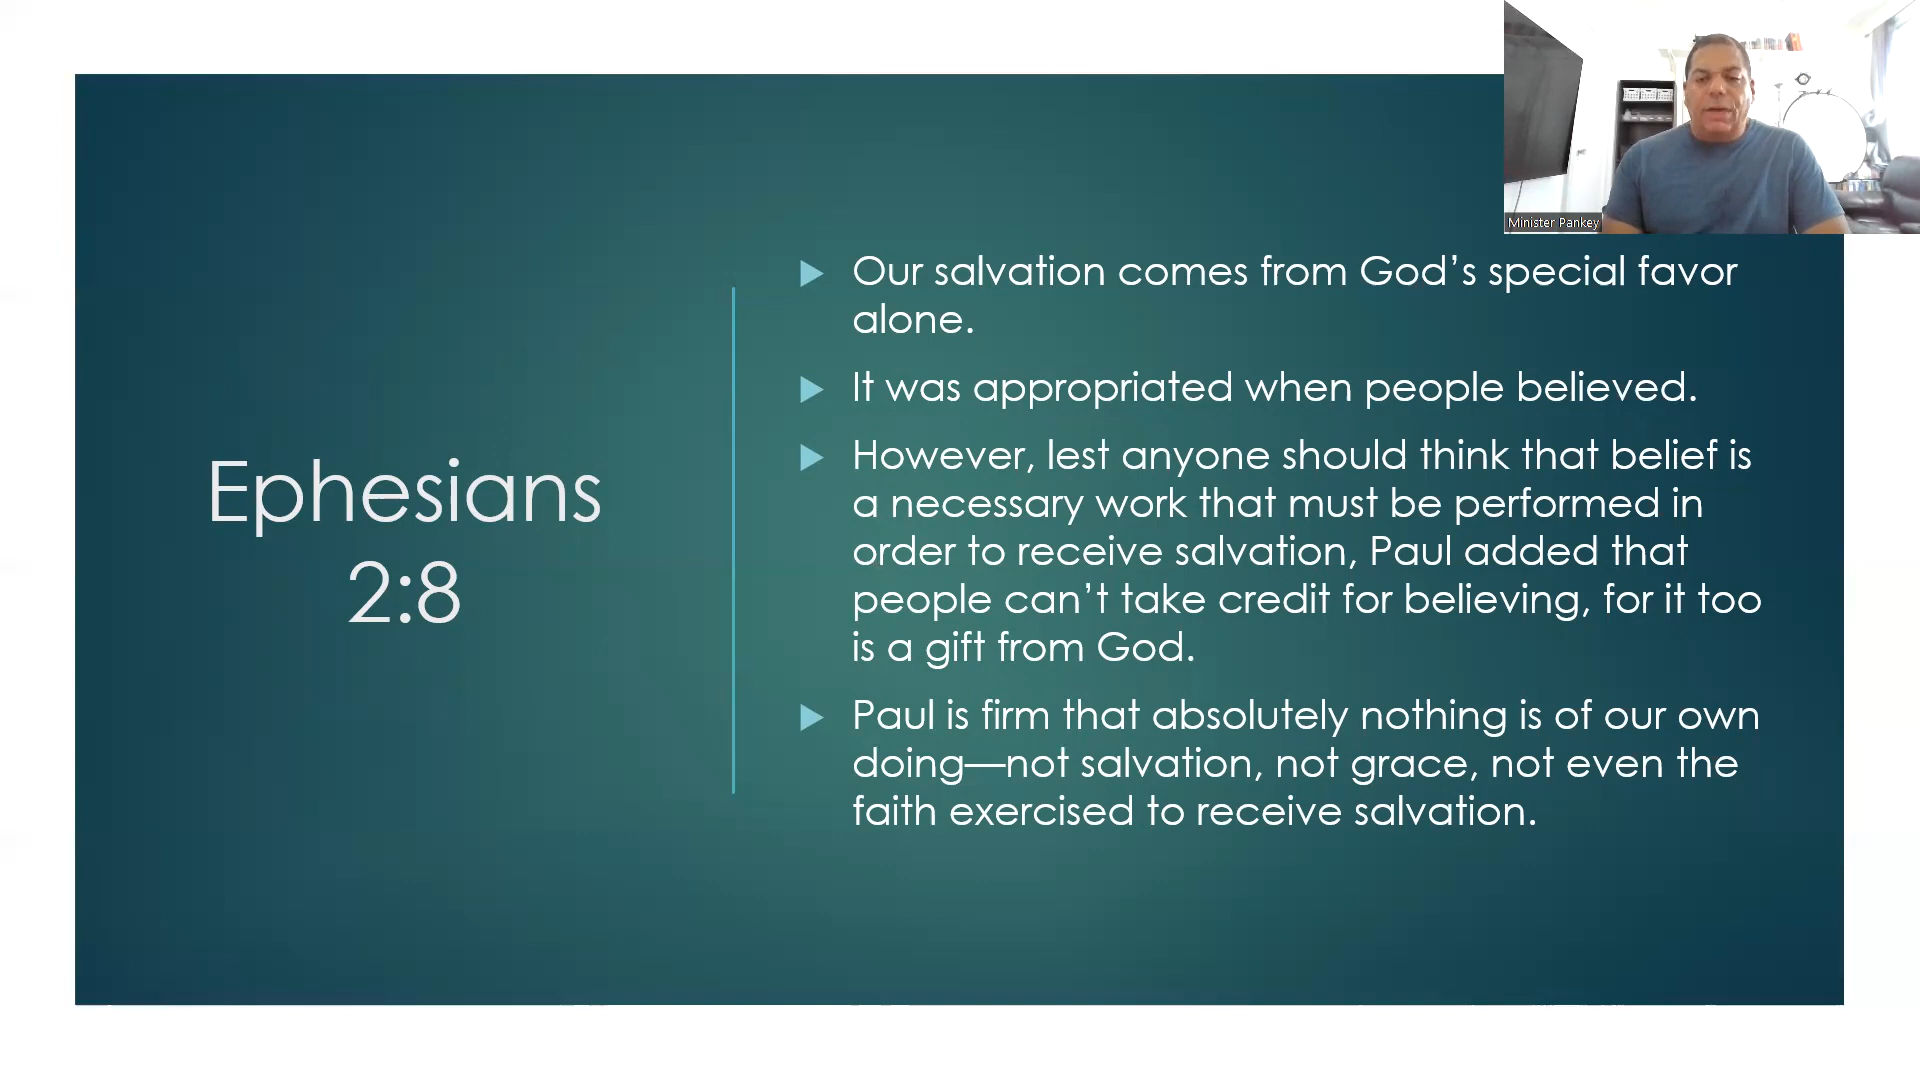 Minister Pankey
Ephesians
2:8
Our salvation comes from God’s special favor
alone.
It was appropriated when people believed.
However, lest anyone should think that belief is
a necessary work that must be performed in
order to receive salvation, Paul added that
people can’t take credit for believing, for it too
is a gift from God.
Paul is firm that absolutely nothing is of our own
doing—not salvation, not grace, not even the
faith exercised to receive salvation.